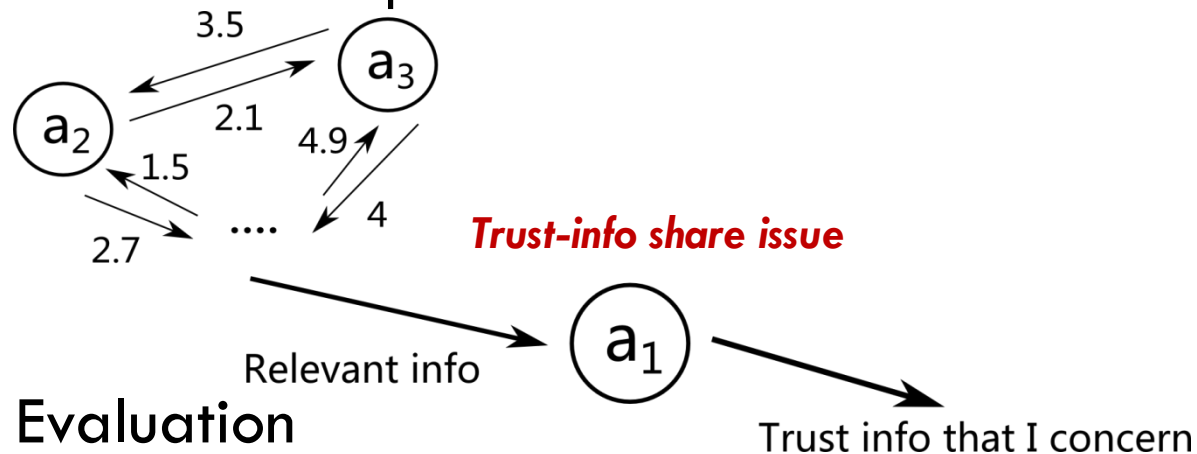 3.5
a3
2.1
a2
4.9
1.5
....
4
2.7
Trust-info share issue
a1
Relevant info
Evaluation
Trust info that I concern